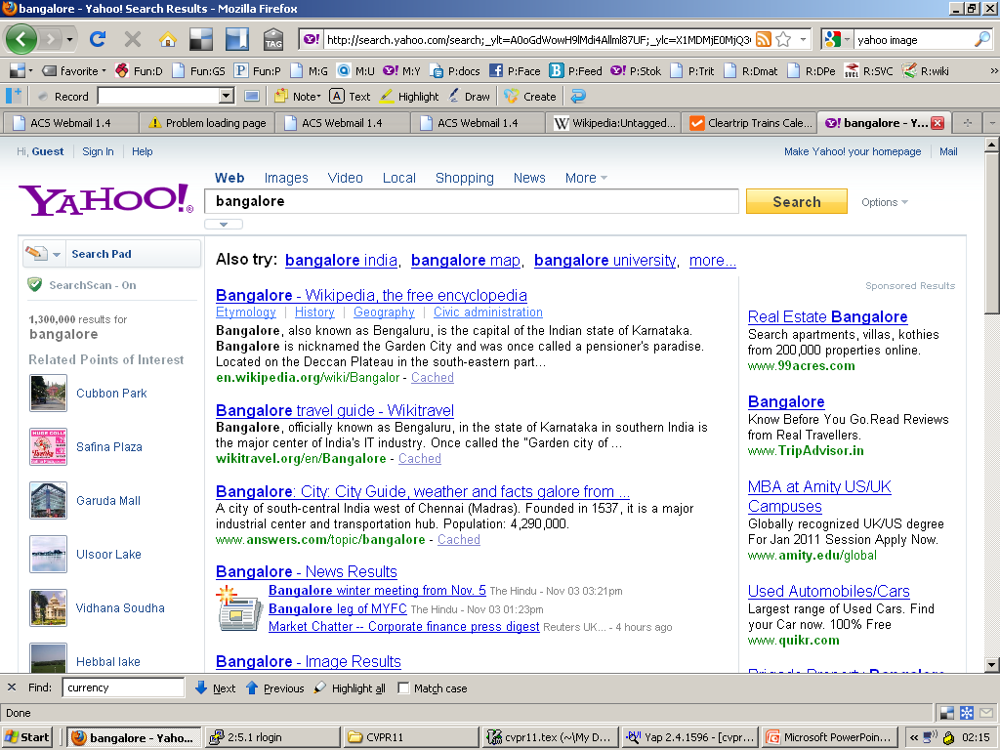 bangalore - Yahoo! Search Results - Mozilla Firefox
http://search.yahoo.com/search;_ylt=A0oGdWowH9lMdi4Allml87UF;_ylc=X1MDMjE0MjQ3 yahoo image
TAG
favorite Fun:D Fun:GS Fun:P M:G M:U M:Y P:docs P:Face P:Feed P:Stok P:Trit R:Dmat R:DPe R:SVC R:wiki »
Record Note Text Highlight Draw Create
ACS Webmail 1.4 Problem loading page ACS Webmail 1.4 ACS Webmail 1.4 Wikipedia:Untagged... Cleartrip Trains Cale... bangalore - Y...
Hi, Guest Sign In Help Make Yahoo! your homepage Mail
Web Images Video Local Shopping News More
YAHOO!®
bangalore Search Options
Search Pad
SearchScan - On
1,300,000 results for
bangalore
Related Points of Interest
Cubbon Park
Safina Plaza
Garuda Mall
Ulsoor Lake
Vidhana Soudha
Hebbal lake
Also try: bangalore india, bangalore map, bangalore university, more...
Bangalore - Wikipedia, the free encyclopedia
Etymology | History | Geography | Civic administration
Bangalore, also known as Bengaluru, is the capital of the Indian state of Karnataka.
Bangalore is nicknamed the Garden City and was once called a pensioner's paradise.
Located on the Deccan Plateau in the south-eastern part...
en.wikipedia.org/wiki/Bangalor - Cached
Bangalore travel guide - Wikitravel
Bangalore, officially known as Bengaluru, in the state of Karnataka in southern India is
the major center of India's IT industry. Once called the "Garden city of ...
wikitravel.org/en/Bangalore - Cached
Bangalore: City: City Guide, weather and facts galore from ...
A city of south-central India west of Chennai (Madras). Founded in 1537, it is a major
industrial center and transportation hub. Population: 4,290,000.
www.answers.com/topic/bangalore - Cached
Bangalore - News Results
Bangalore winter meeting from Nov. 5 The Hindu - Nov 03 03:21pm
Bangalore leg of MYFC The Hindu - Nov 03 01:23pm
Market Chatter -- Corporate finance press digest Reuters UK... - 4 hours ago
Bangalore - Image Results
Sponsored Results
Real Estate Bangalore
Search apartments, villas, kothies
from 200,000 properties online.
www.99acres.com
Bangalore
Know Before You Go.Read Reviews
from Real Travellers.
www.TripAdvisor.in
MBA at Amity US/UK
Campuses
Globally recognized UK/US degree
For Jan 2011 Session Apply Now.
www.amity.edu/global
Used Automobiles/Cars
Largest range of Used Cars. Find
your Car now. 100% Free
www.quikr.com
Brigade Property Bangalore
Find: currency Next Previous Highlight all Match case
Done
Start bangalore - Yaho... 2:5.1 rlogin CVPR11 cvpr11.tex (~\My D... Yap 2.4.1596 - [cvpr... Microsoft PowerPoin... « 02:15